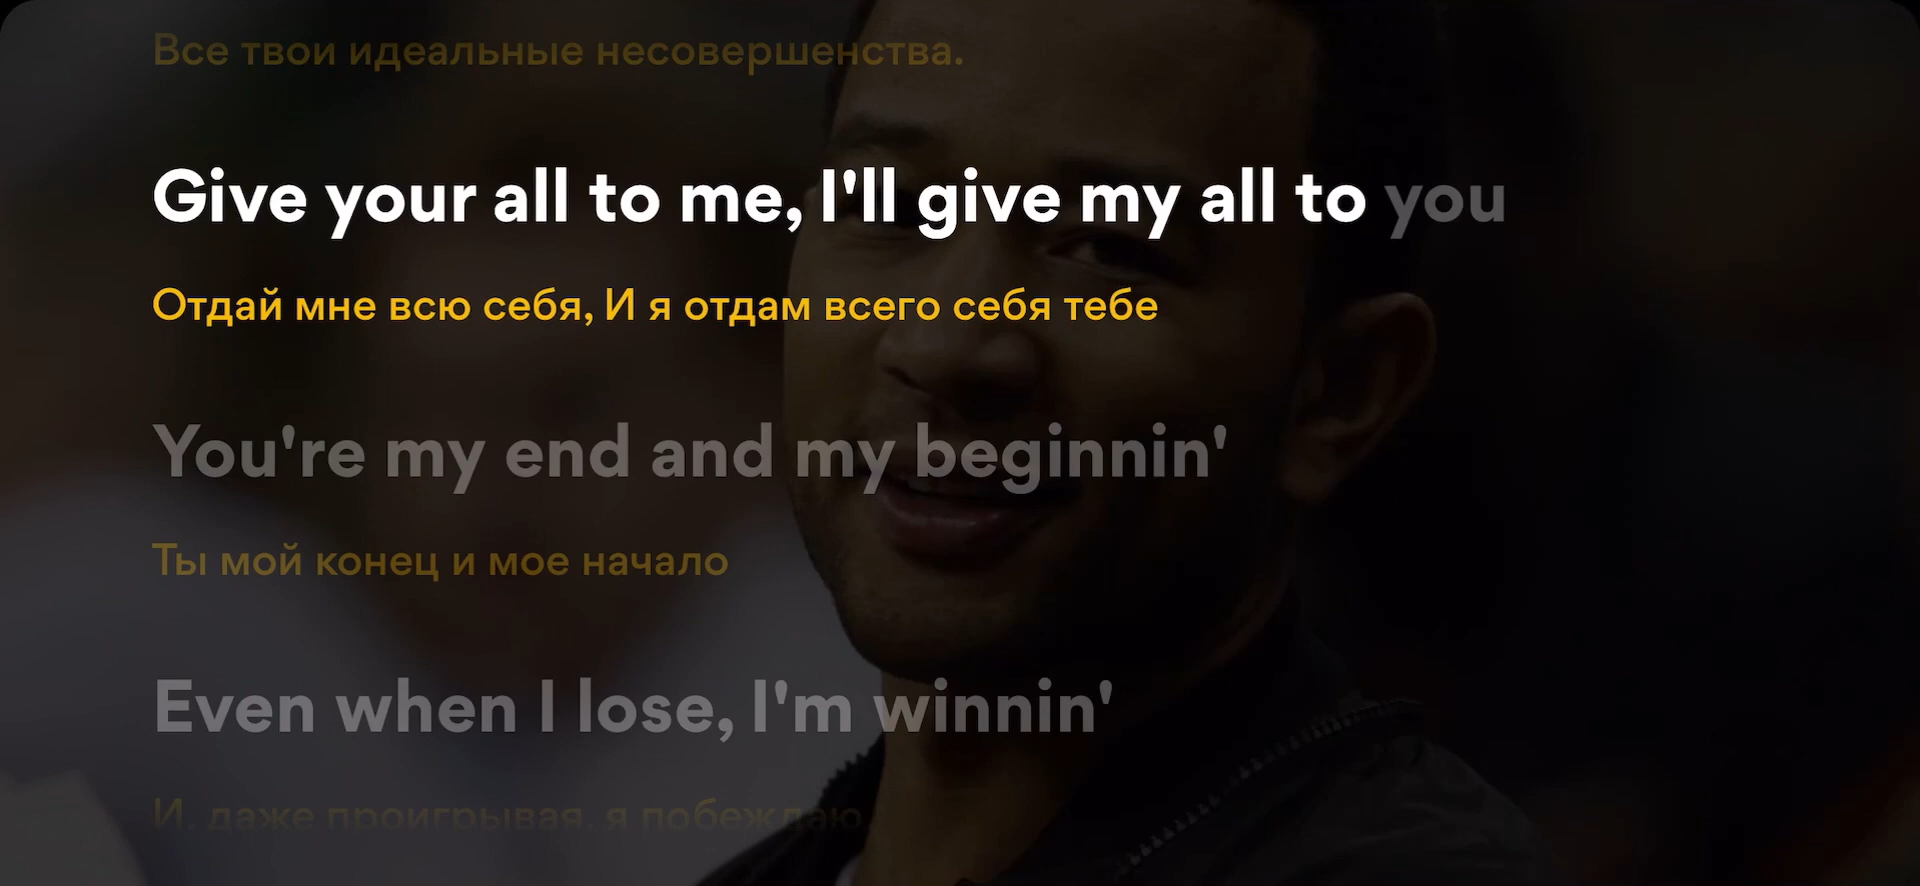 Все твои идеальные несовершенства.
Give your all to me, I'll give my all to you
Отдай мне всю себя, И я отдам всего себя тебе
You're my end and my beginnin'
Ты мой конец и мое начало
Even when I lose, I'm winnin'
И, даже проигрывая, я побеждаю